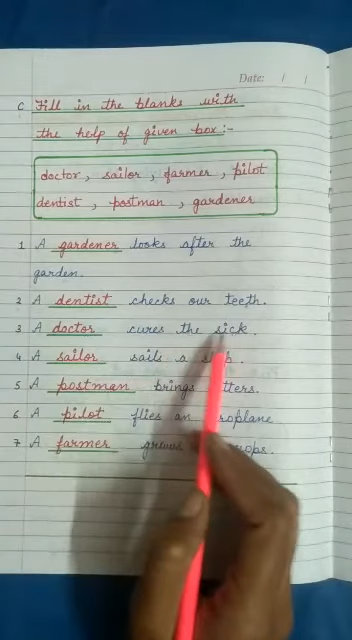 Date: / /
C Fill in the blanks with
the help of given box:-
doctor, sailor, farmer, pilot
dentist, postman, gardener
1 A gardener looks after the
garden.
2 A dentist checks our teeth.
3 A doctor cures the sick.
4 A sailor sails a
5 A postman brings
6 A pilot flies an
7 A farmer